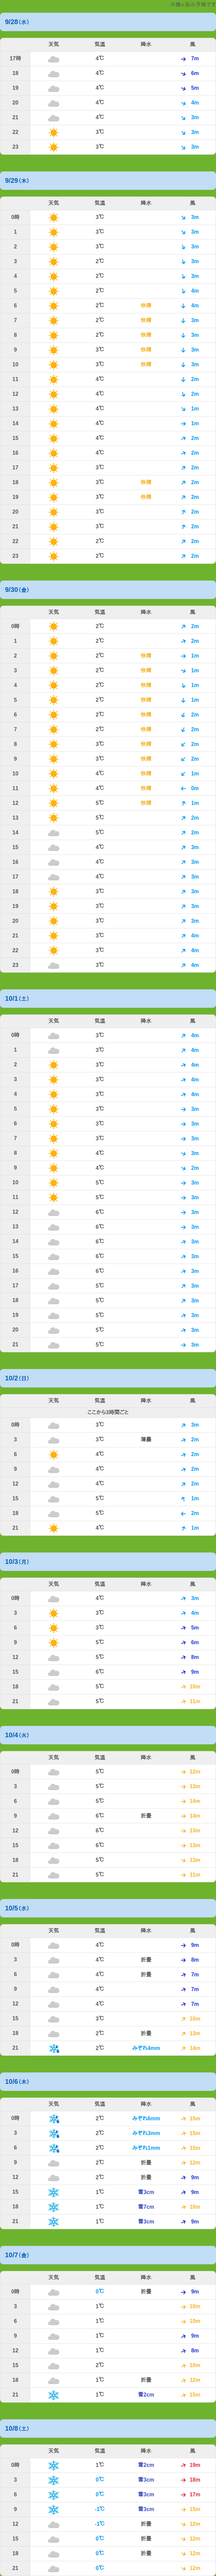 9/28(水)
天気 気温 降水 風
17時 4℃ 7m
18 4℃ 6m
19 4℃ 5m
20 4℃ 4m
21 4℃ 3m
22 3℃ 3m
23 3℃ 3m
9/29(木)
天気 気温 降水 風
0時 3℃ 3m
1 3℃ 3m
2 3℃ 3m
3 2℃ 3m
4 2℃ 3m
5 2℃ 4m
6 2℃ 快晴 4m
7 2℃ 快晴 3m
8 2℃ 快晴 3m
9 3℃ 快晴 3m
10 3℃ 快晴 3m
11 4℃ 2m
12 4℃ 2m
13 4℃ 1m
14 4℃ 1m
15 4℃ 2m
16 4℃ 2m
17 3℃ 2m
18 3℃ 快晴 2m
19 3℃ 快晴 2m
20 3℃ 2m
21 3℃ 2m
22 2℃ 2m
23 2℃ 2m
9/30(金)
天気 気温 降水 風
0時 2℃ 2m
1 2℃ 2m
2 2℃ 快晴 1m
3 2℃ 快晴 1m
4 2℃ 快晴 1m
5 2℃ 快晴 1m
6 2℃ 快晴 2m
7 2℃ 快晴 2m
8 3℃ 快晴 2m
9 3℃ 快晴 2m
10 4℃ 快晴 1m
11 4℃ 快晴 0m
12 5℃ 快晴 1m
13 5℃ 2m
14 5℃ 2m
15 4℃ 3m
16 4℃ 3m
17 4℃ 3m
18 3℃ 3m
19 3℃ 3m
20 3℃ 3m
21 3℃ 4m
22 3℃ 4m
23 3℃ 4m
10/1(土)
天気 気温 降水 風
0時 3℃ 4m
1 3℃ 4m
2 3℃ 4m
3 3℃ 4m
4 3℃ 4m
5 3℃ 3m
6 3℃ 3m
7 3℃ 3m
8 4℃ 3m
9 4℃ 2m
10 5℃ 3m
11 5℃ 3m
12 6℃ 3m
13 6℃ 3m
14 6℃ 3m
15 6℃ 3m
16 6℃ 3m
17 5℃ 3m
18 5℃ 3m
19 5℃ 3m
20 5℃ 3m
21 5℃ 3m
10/2(日)
天気 気温 降水 風
ここから3時間ごと
0時 3℃ 3m
3 3℃ 薄曇 2m
6 4℃ 2m
9 4℃ 2m
12 4℃ 2m
15 5℃ 1m
18 5℃ 2m
21 4℃ 1m
10/3(月)
天気 気温 降水 風
0時 4℃ 3m
3 3℃ 4m
6 3℃ 5m
9 5℃ 6m
12 5℃ 8m
15 6℃ 9m
18 5℃ 10m
21 5℃ 11m
10/4(火)
天気 気温 降水 風
0時 5℃ 12m
3 5℃ 13m
6 5℃ 14m
9 6℃ 折曇 14m
12 6℃ 13m
15 6℃ 13m
18 5℃ 13m
21 5℃ 11m
10/5(水)
天気 気温 降水 風
0時 4℃ 9m
3 4℃ 折曇 8m
6 4℃ 折曇 7m
9 4℃ 7m
12 4℃ 7m
15 3℃ 10m
18 2℃ 折曇 13m
21 2℃ みぞれ4mm 14m
10/6(木)
天気 気温 降水 風
0時 2℃ みぞれ6mm 15m
3 2℃ みぞれ3mm 15m
6 2℃ みぞれ1mm 15m
9 2℃ 折曇 12m
12 2℃ 折曇 9m
15 1℃ 雪3cm 9m
18 1℃ 雪7cm 10m
21 1℃ 雪3cm 9m
10/7(金)
天気 気温 降水 風
0時 0℃ 折曇 9m
3 1℃ 10m
6 1℃ 10m
9 1℃ 9m
12 1℃ 8m
15 2℃ 10m
18 1℃ 折曇 12m
21 1℃ 雪2cm 15m
10/8(土)
天気 気温 降水 風
0時 1℃ 雪2cm 19m
3 0℃ 雪3cm 18m
6 0℃ 雪3cm 17m
9 -1℃ 雪3cm 15m
12 -1℃ 折曇 12m
15 0℃ 折曇 12m
18 0℃ 折曇 12m
21 0℃ 12m